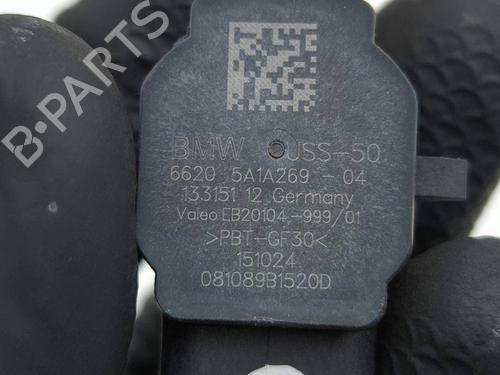 BMW USS-50
6620 5A1A269 - 04
133151 12 Germany
Valeo EB20104-999/01
>PBT-GF30<
151024
081089B1520D
B-PARTS